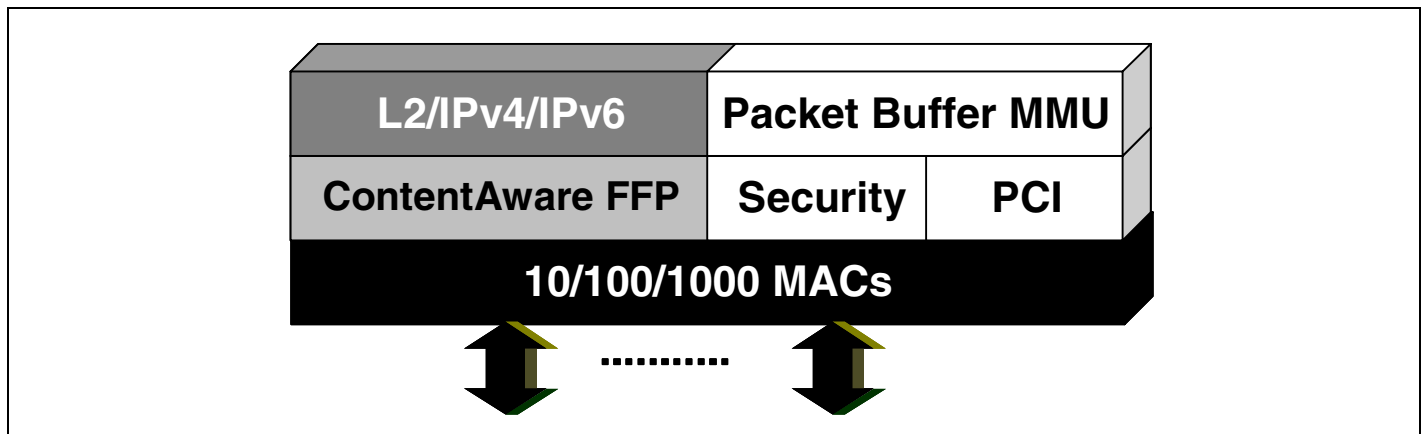 L2/IPv4/IPv6
Packet Buffer MMU
ContentAware FFP
Security
PCI
10/100/1000 MACs